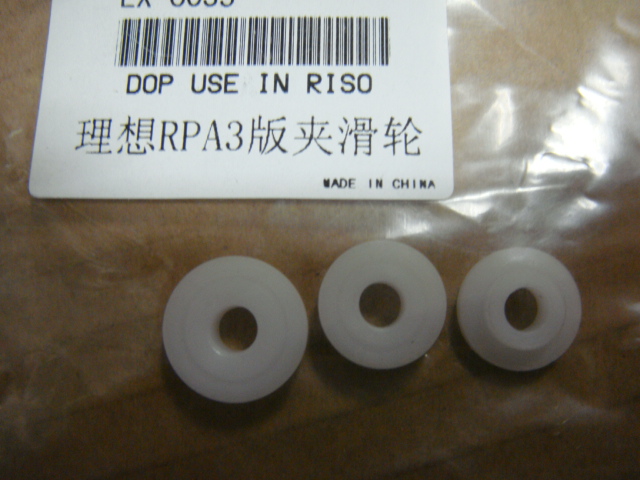 DOP USE IN RISO
理想RPA3版夹滑轮
MADE IN CHINA